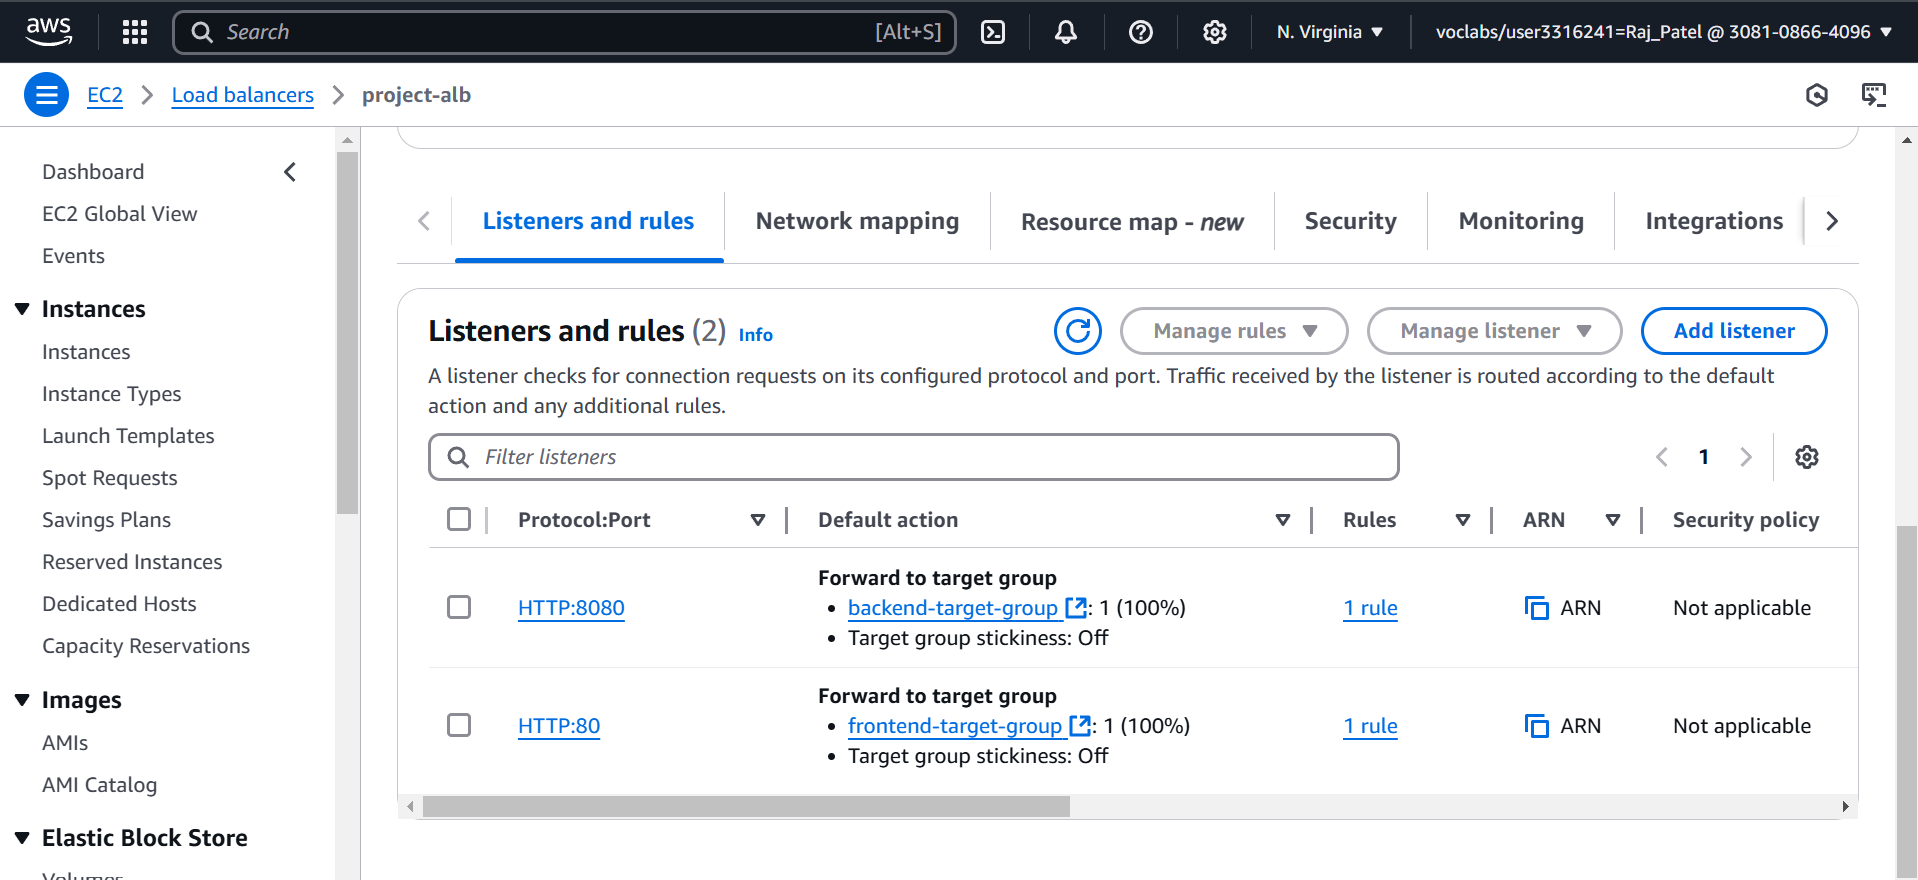 aws
Search [Alt+S]
N. Virginia
voclabs/user3316241=Raj_Patel @ 3081-0866-4096
EC2
Load balancers
project-alb
Dashboard
EC2 Global View
Events
Instances
Instances
Instance Types
Launch Templates
Spot Requests
Savings Plans
Reserved Instances
Dedicated Hosts
Capacity Reservations
Images
AMIs
AMI Catalog
Elastic Block Store
Volumes
Listeners and rules
Network mapping
Resource map - new
Security
Monitoring
Integrations
Listeners and rules (2) Info
Manage rules
Manage listener
Add listener
A listener checks for connection requests on its configured protocol and port. Traffic received by the listener is routed according to the default
action and any additional rules.
Filter listeners
1
Protocol:Port Default action Rules ARN Security policy
Forward to target group
HTTP:8080 • backend-target-group : 1 (100%) 1 rule ARN Not applicable
• Target group stickiness: Off
Forward to target group
HTTP:80 • frontend-target-group : 1 (100%) 1 rule ARN Not applicable
• Target group stickiness: Off